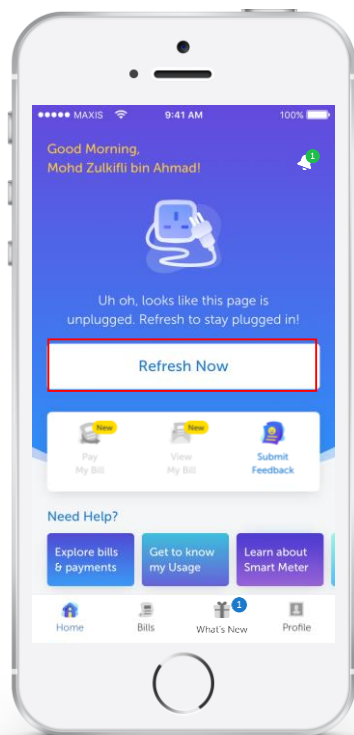 MAXIS 9:41 AM 100%
Good Morning,
Mohd Zulkifli bin Ahmad!
1
Uh oh, looks like this page is
unplugged. Refresh to stay plugged in!
Refresh Now
New New
Pay View Submit
My Bill My Bill Feedback
Need Help?
Explore bills Get to know Learn about
& payments my Usage Smart Meter
1
Home Bills What's New Profile